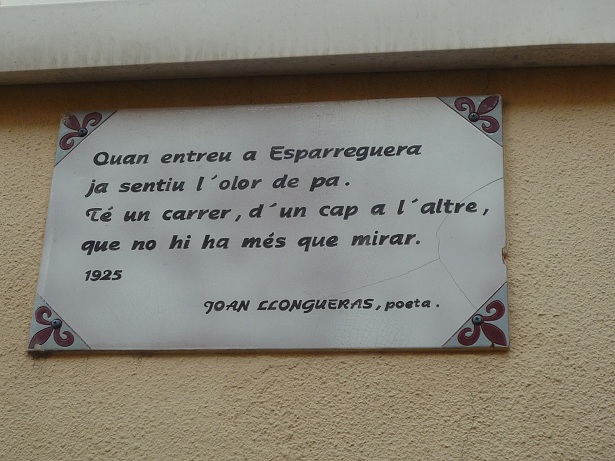 Quan entreu a Esparreguera
ja sentiu l´olor de pa.
Té un carrer, d´un cap a l´altre,
que no hi ha més que mirar.
1925
JOAN LLONGUERAS, poeta.